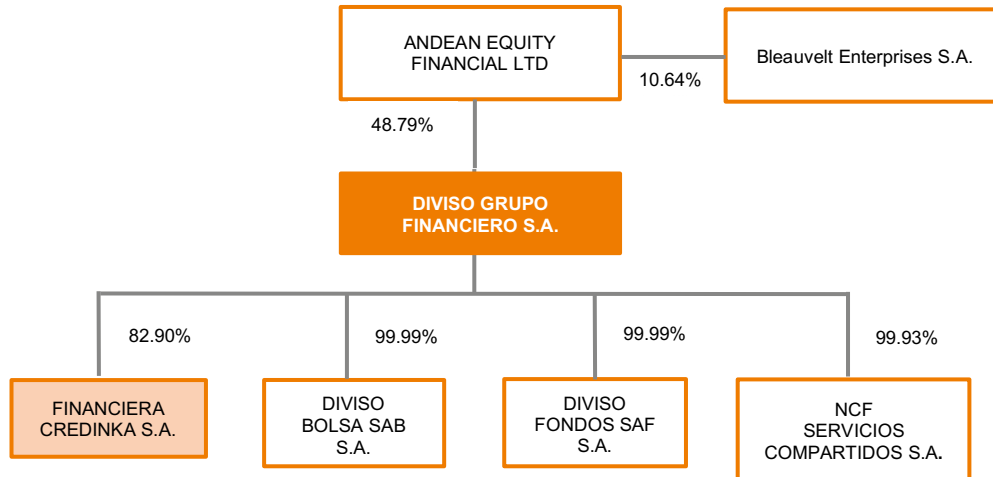 ANDEAN EQUITY
FINANCIAL LTD
Bleauvelt Enterprises S.A.
10.64%
48.79%
DIVISO GRUPO
FINANCIERO S.A.
82.90%
99.99%
99.99%
99.93%
FINANCIERA
CREDINKA S.A.
DIVISO
BOLSA SAB
S.A.
DIVISO
FONDOS SAF
S.A.
NCF
SERVICIOS
COMPARTIDOS S.A.